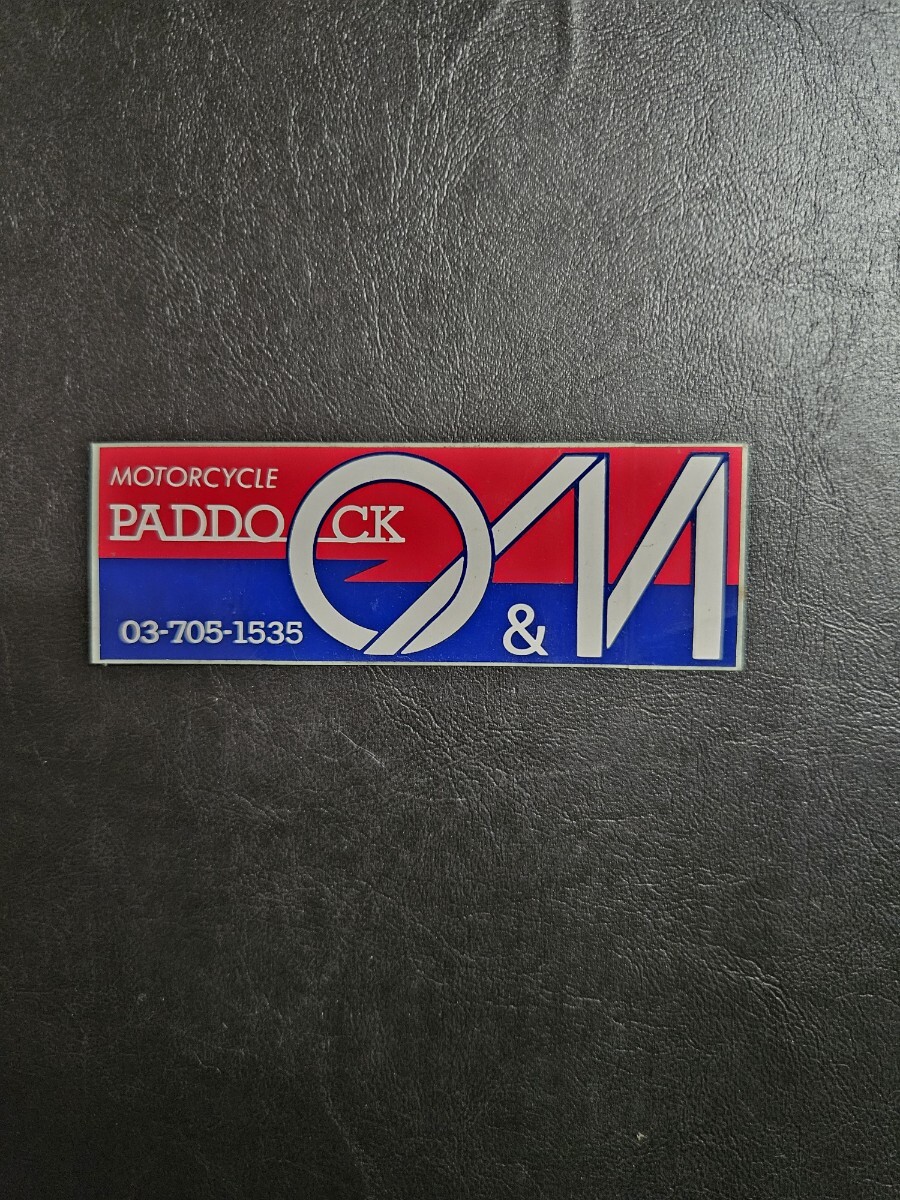 MOTORCYCLE
PADDOCK
O&M
03-705-1535